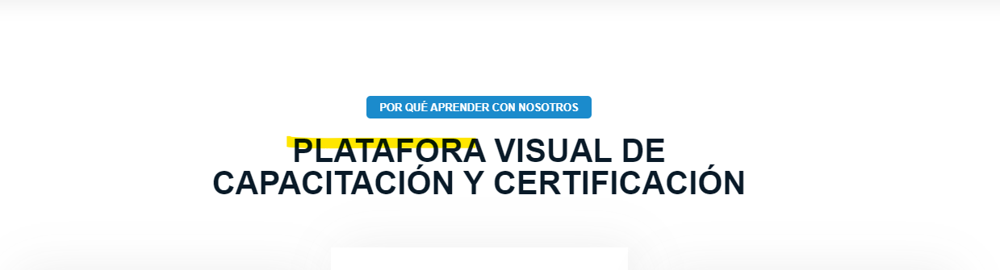 POR QUÉ APRENDER CON NOSOTROS
PLATAFORA VISUAL DE
CAPACITACIÓN Y CERTIFICACIÓN